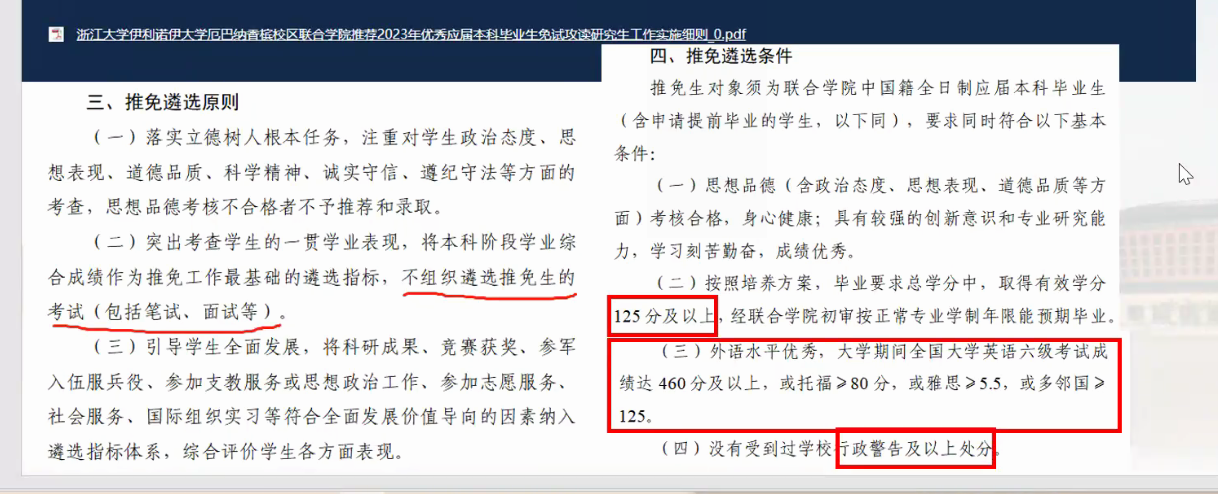 浙江大学伊利诺伊大学厄巴纳香槟校区联合学院推荐2023年优秀应届本科毕业生免试攻读研究生工作实施细则_0.pdf
三、推免遴选原则
（一）落实立德树人根本任务，注重对学生政治态度、思
想表现、道德品质、科学精神、诚实守信、遵纪守法等方面的
考查，思想品德考核不合格者不予推荐和录取。
（二）突出考查学生的一贯学业表现，将本科阶段学业综
合成绩作为推免工作最基础的遴选指标，不组织遴选推免生的
考试（包括笔试、面试等）。
（三）引导学生全面发展，将科研成果、竞赛获奖、参军
入伍服兵役、参加支教服务或思想政治工作、参加志愿服务、
社会服务、国际组织实习等符合全面发展价值导向的因素纳入
遴选指标体系，综合评价学生各方面表现。
四、推免遴选条件
推免生对象须为联合学院中国籍全日制应届本科毕业生
（含申请提前毕业的学生，以下同），要求同时符合以下基本
条件：
（一）思想品德（含政治态度、思想表现、道德品质等方
面）考核合格，身心健康；具有较强的创新意识和专业研究能
力，学习刻苦勤奋，成绩优秀。
（二）按照培养方案，毕业要求总学分中，取得有效学分
125分及以上，经联合学院初审按正常专业学制年限能预期毕业。
（三）外语水平优秀，大学期间全国大学英语六级考试成
绩达 460 分及以上，或托福≥80 分，或雅思≥5.5，或多邻国≥
125。
（四）没有受到过学校行政警告及以上处分。